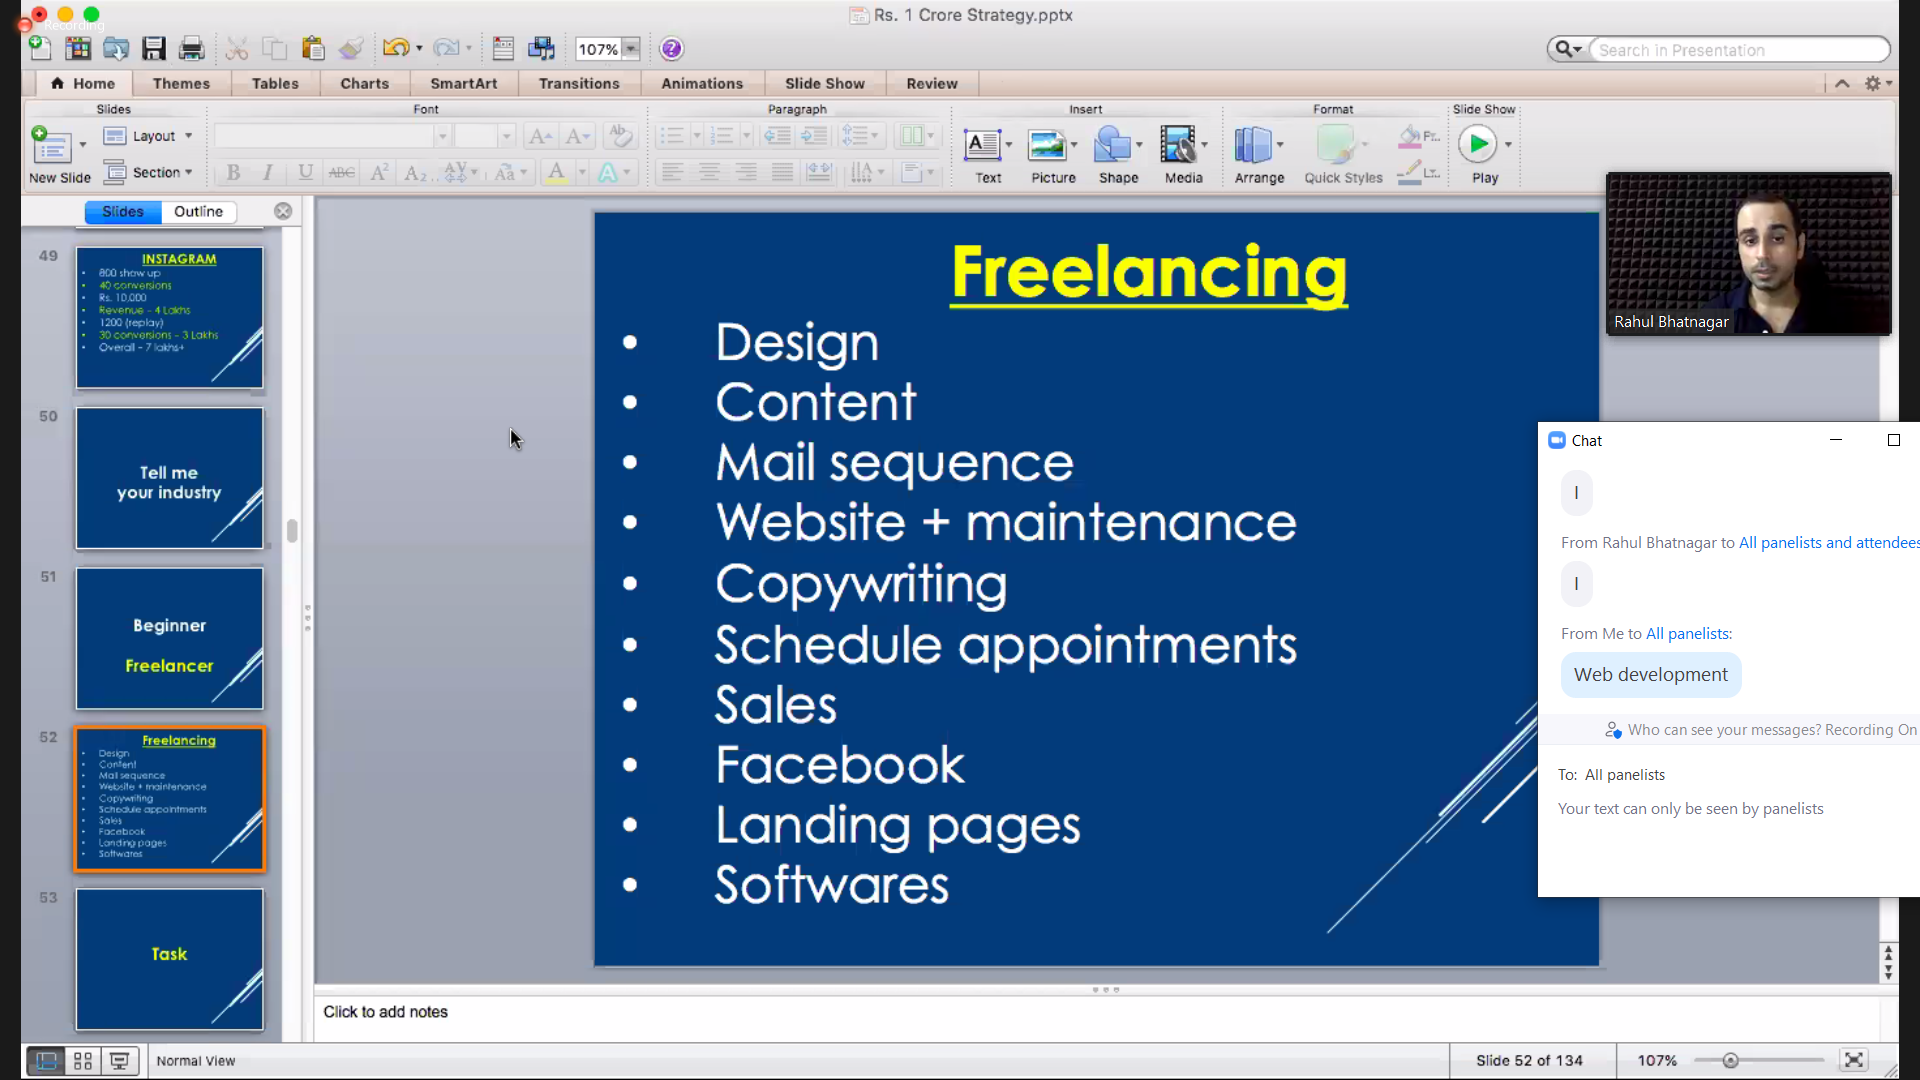 Recording
Rs. 1 Crore Strategy.pptx
107%
Search in Presentation
Home
Themes
Tables
Charts
SmartArt
Transitions
Animations
Slide Show
Review
Slides
Font
Paragraph
Insert
Format
Slide Show
New Slide
Layout
Section
Text
Picture
Shape
Media
Arrange
Quick Styles
Play
Slides
Outline
49
INSTAGRAM
• 800 show up
• 40 conversions
• Rs. 10,000
• Revenue - 4 Lakhs
• 1200 (replay)
• 30 conversions - 3 Lakhs
• Overall - 7 lakhs+
50
Tell me
your industry
51
Beginner
Freelancer
52
Freelancing
• Design
• Content
• Mail sequence
• Website + maintenance
• Copywriting
• Schedule appointments
• Sales
• Facebook
• Landing pages
• Softwares
53
Task
Freelancing
• Design
• Content
• Mail sequence
• Website + maintenance
• Copywriting
• Schedule appointments
• Sales
• Facebook
• Landing pages
• Softwares
Rahul Bhatnagar
Chat
I
From Rahul Bhatnagar to All panelists and attendees
I
From Me to All panelists:
Web development
Who can see your messages? Recording On
To: All panelists
Your text can only be seen by panelists
Click to add notes
Normal View
Slide 52 of 134
107%